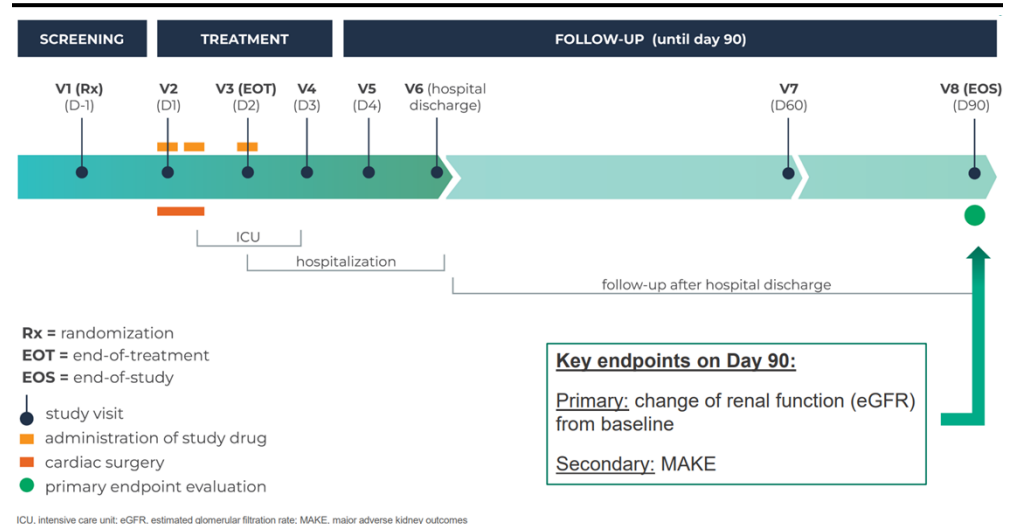 SCREENING
TREATMENT
FOLLOW-UP (until day 90)
V1 (Rx)
(D-1)
V2
(D1)
V3 (EOT)
(D2)
V4
(D3)
V5
(D4)
V6 (hospital
discharge)
V7
(D60)
V8 (EOS)
(D90)
ICU
hospitalization
follow-up after hospital discharge
Rx = randomization
EOT = end-of-treatment
EOS = end-of-study
study visit
administration of study drug
cardiac surgery
primary endpoint evaluation
Key endpoints on Day 90:
Primary: change of renal function (eGFR)
from baseline
Secondary: MAKE
ICU, intensive care unit; eGFR, estimated glomerular filtration rate; MAKE, major adverse kidney outcomes